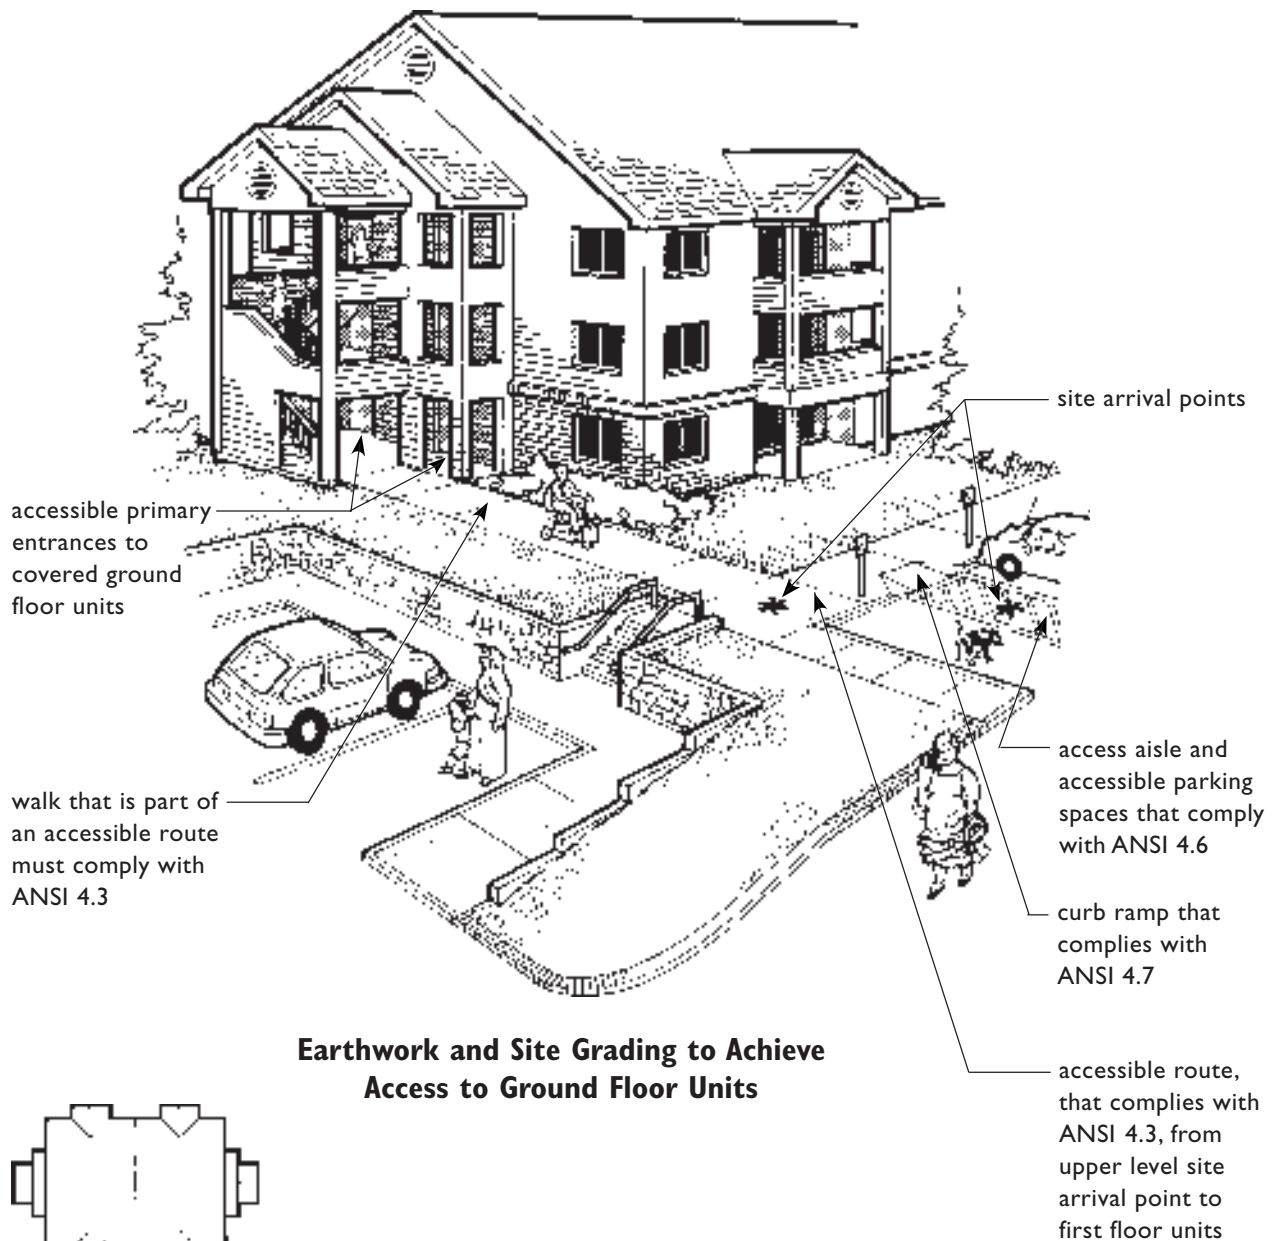 site arrival points
accessible primary
entrances to
covered ground
floor units
access aisle and
accessible parking
spaces that comply
with ANSI 4.6
walk that is part of
an accessible route
must comply with
ANSI 4.3
curb ramp that
complies with
ANSI 4.7
Earthwork and Site Grading to Achieve
Access to Ground Floor Units
accessible route,
that complies with
ANSI 4.3, from
upper level site
arrival point to
first floor units